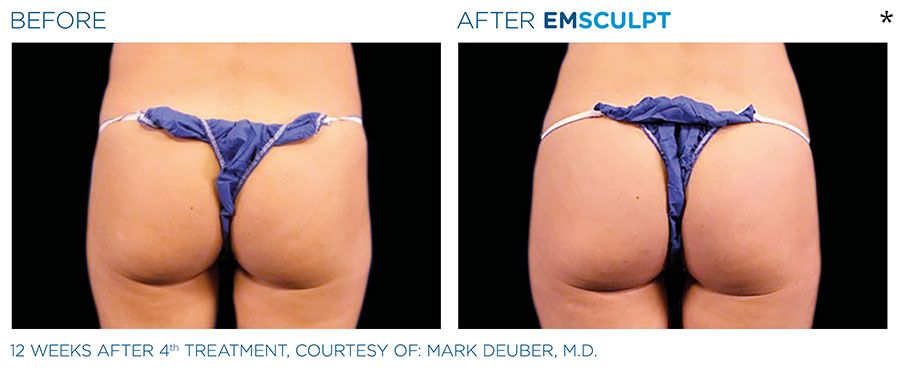 BEFORE
AFTER EMSCULPT *
12 WEEKS AFTER 4th TREATMENT, COURTESY OF: MARK DEUBER, M.D.